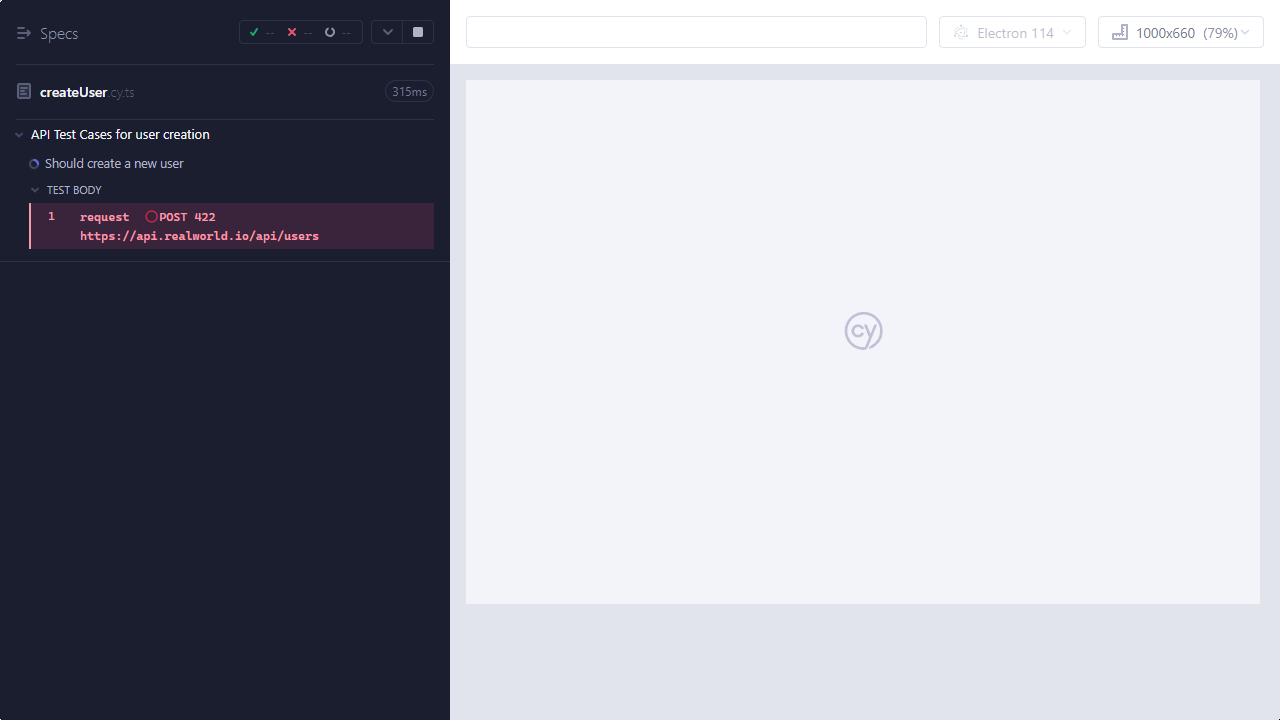 Specs
-- -- --
createUser.cy.ts
315ms
API Test Cases for user creation
Should create a new user
TEST BODY
1 request POST 422
https://api.realworld.io/api/users
Electron 114
1000x660 (79%)
cy